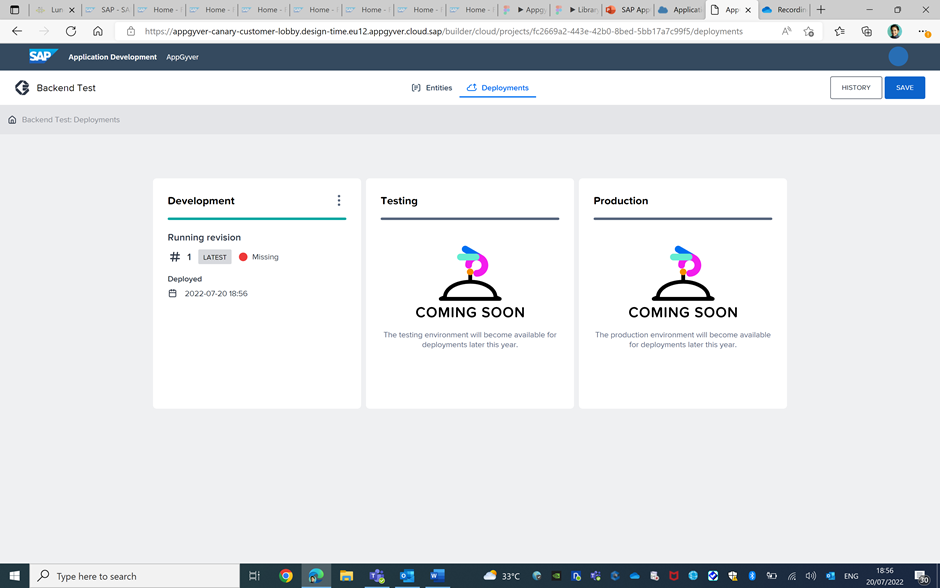 Lun
SAP - SA
Home - 
Home - 
Home - 
Home - 
Home - 
Home - 
Home - 
Appg
Librar
SAP App
Applicat
App
Recordin
https://appgyver-canary-customer-lobby.design-time.eu12.appgyver.cloud.sap/builder/cloud/projects/fc2669a2-443e-42b0-8bed-5bb17a7c99f5/deployments
SAP Application Development AppGyver
Backend Test
Entities
Deployments
HISTORY
SAVE
Backend Test: Deployments
Development
Running revision
# 1 LATEST Missing
Deployed
2022-07-20 18:56
Testing
COMING SOON
The testing environment will become available for
deployments later this year.
Production
COMING SOON
The production environment will become available
for deployments later this year.
Type here to search
33°C
ENG
18:56
20/07/2022
30